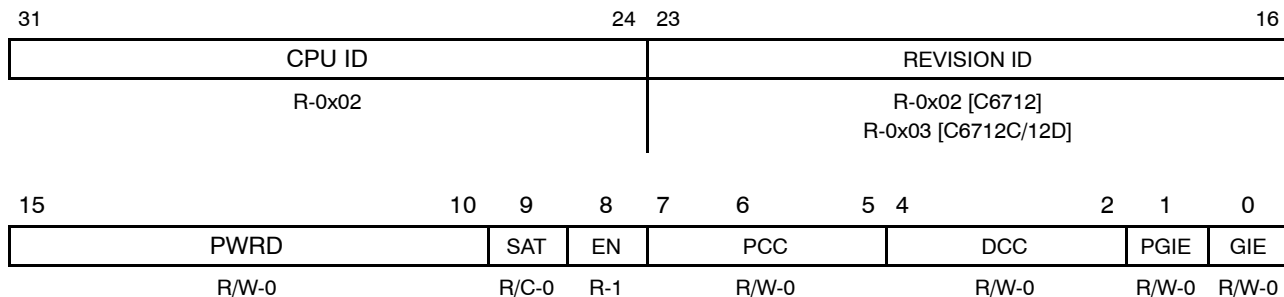 31 24 23 16
CPU ID REVISION ID
R-0x02 R-0x02 [C6712]
R-0x03 [C6712C/12D]
15 10 9 8 7 6 5 4 2 1 0
PWRD SAT EN PCC DCC PGIE GIE
R/W-0 R/C-0 R-1 R/W-0 R/W-0 R/W-0 R/W-0